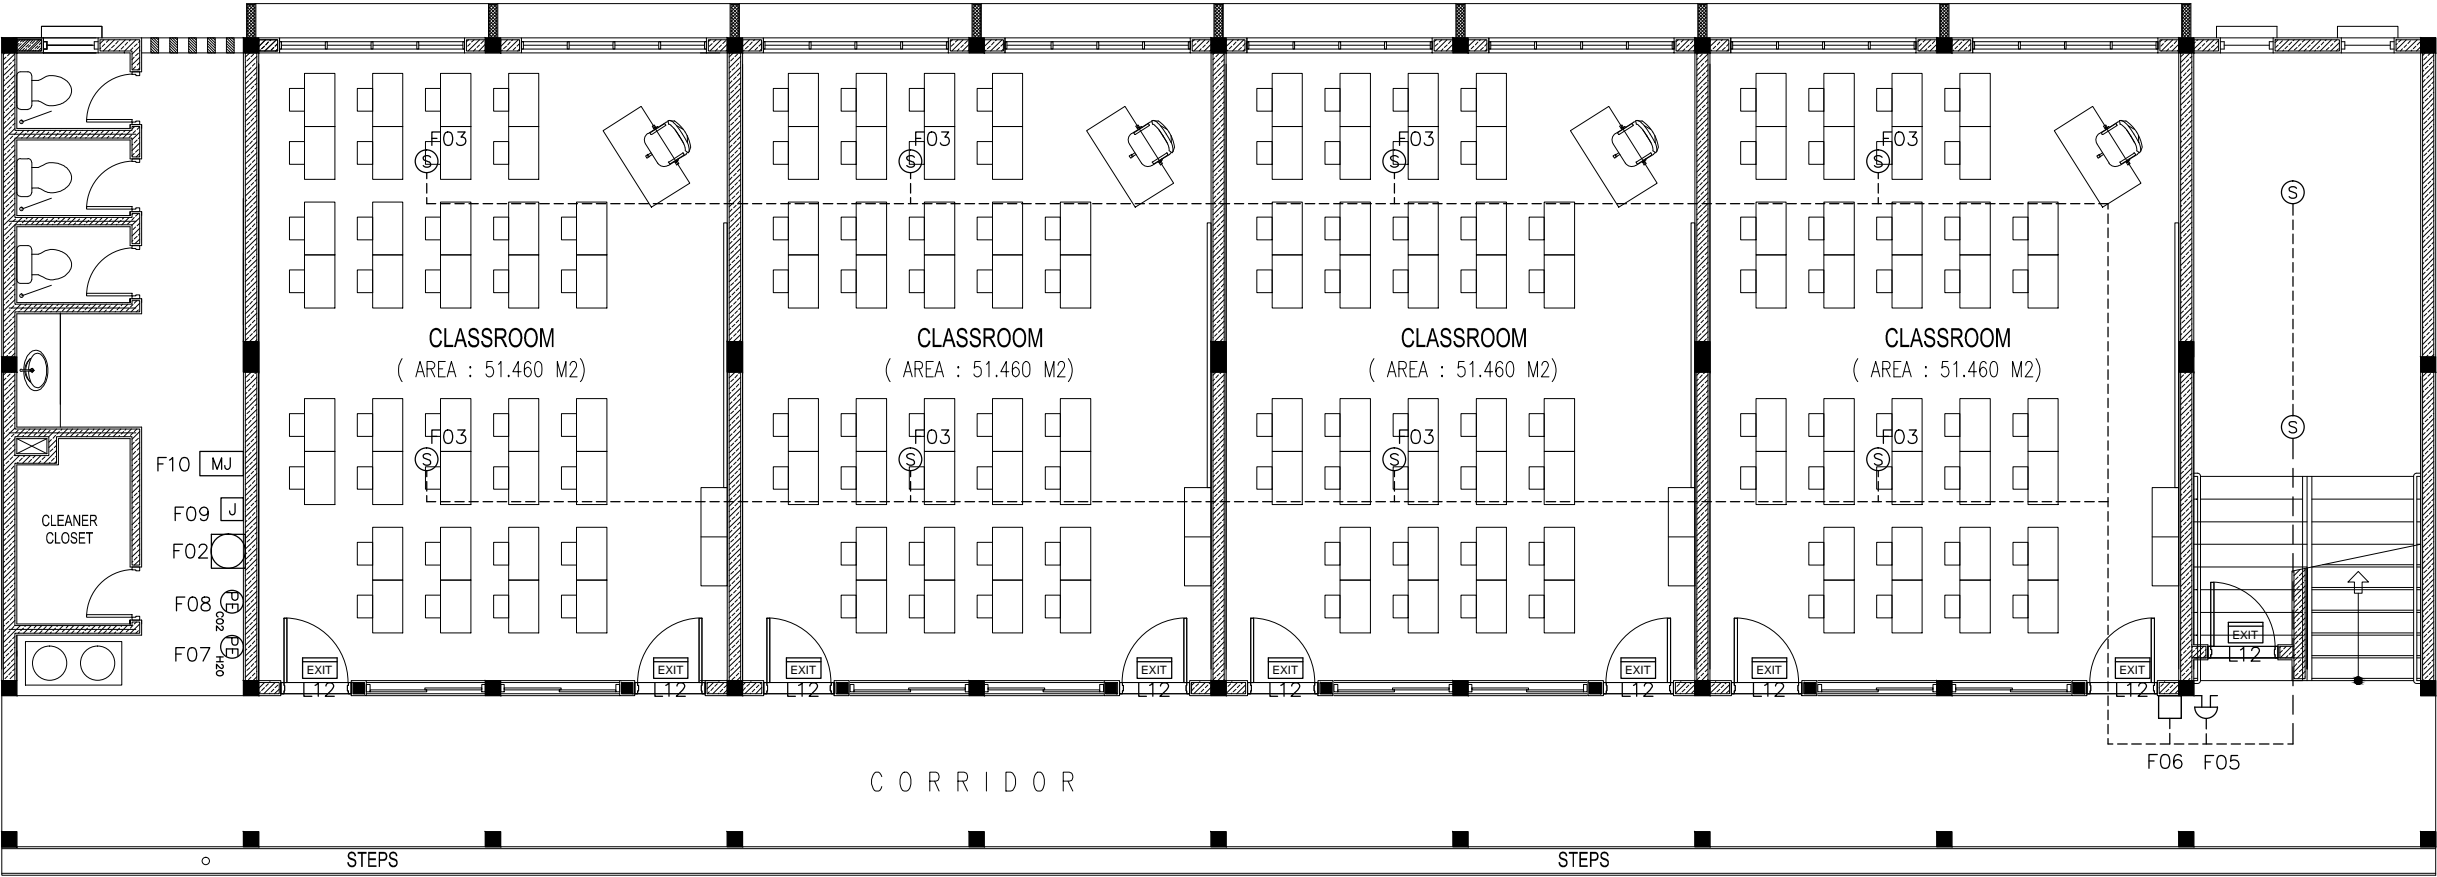 F03 F03 F03 F03
S S S S
S
CLASSROOM CLASSROOM CLASSROOM CLASSROOM
( AREA : 51.460 M2) ( AREA : 51.460 M2) ( AREA : 51.460 M2) ( AREA : 51.460 M2)
S
F03 F03 F03 F03
S S S S
F10 MJ
F09 J
CLEANER
CLOSET
F02
F08 PE
CO2
F07 PE
H2O
EXIT
L12
EXIT EXIT EXIT EXIT EXIT EXIT EXIT EXIT
L12 L12 L12 L12 L12 L12 L12 L12
F06 F05
CORRIDOR
STEPS STEPS